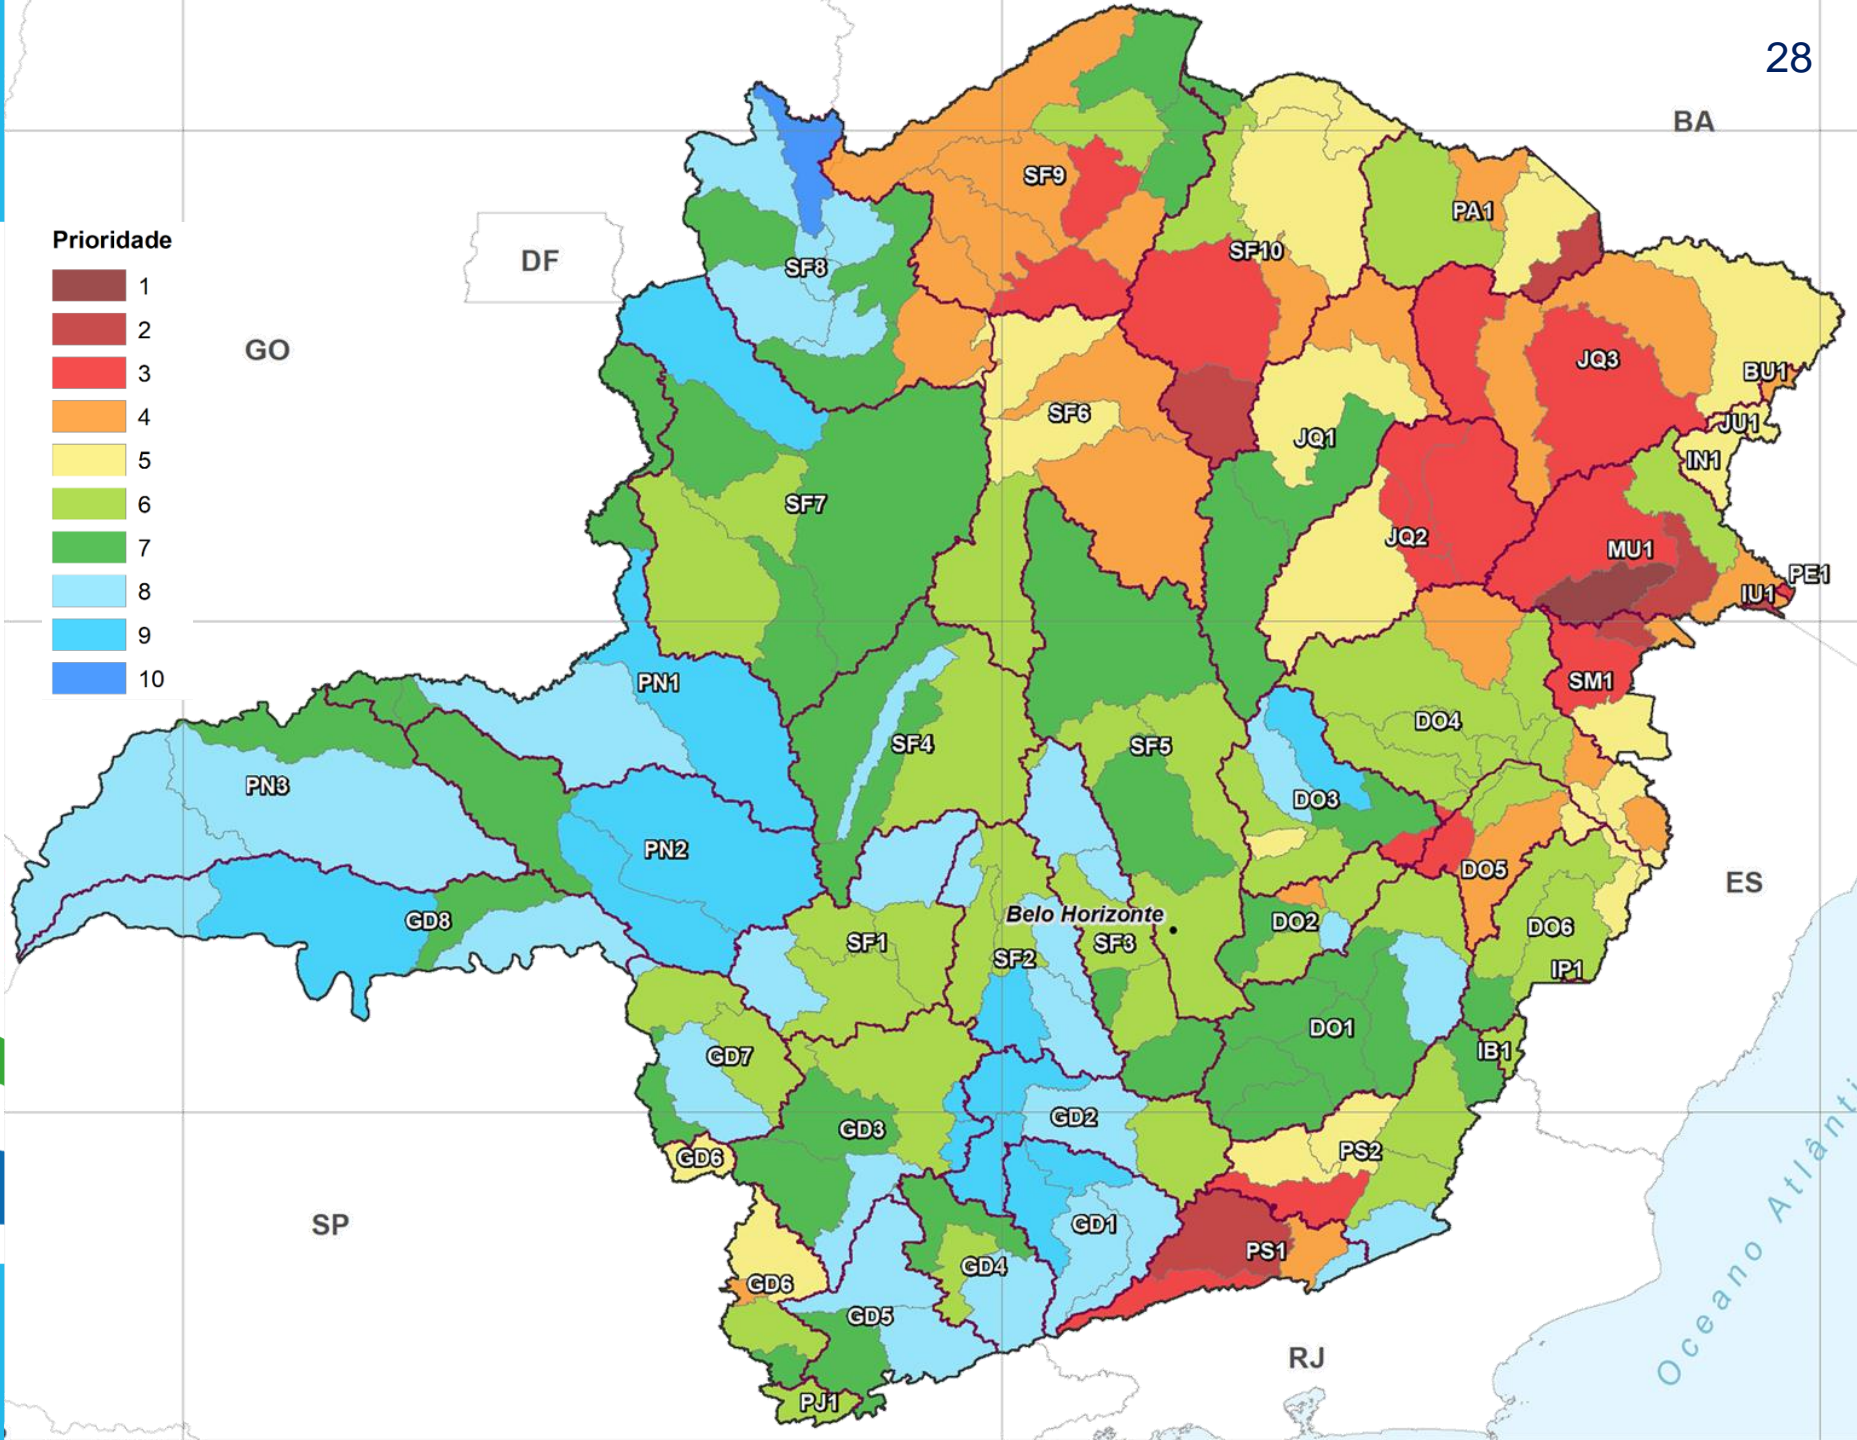 28
BA
Prioridade
1
2
3
4
5
6
7
8
9
10
DF
GO
SF9
PA1
SF10
SF8
JQ3
BU1
JU1
SF6
JQ1
IN1
SF7
JQ2
MU1
PE1
IU1
PN1
SM1
DO4
SF4
SF5
PN3
DO3
PN2
DO5
ES
Belo Horizonte
GD8
DO2
DO6
SF1
SF3
SF2
IP1
DO1
IB1
GD7
GD2
GD3
PS2
GD6
SP
GD1
PS1
GD4
GD6
GD5
RJ
PJ1
Oceano Atlânti